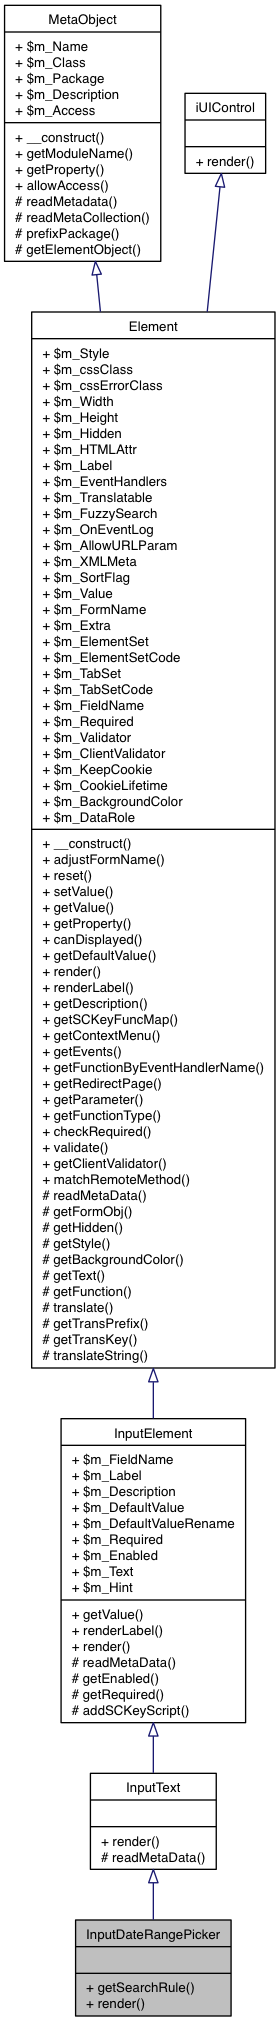 MetaObject
+ $m_Name
+ $m_Class
+ $m_Package
+ $m_Description
+ $m_Access
+ __construct()
+ getModuleName()
+ getProperty()
+ allowAccess()
# readMetadata()
# readMetaCollection()
# prefixPackage()
# getElementObject()
iUIControl
+ render()
Element
+ $m_Style
+ $m_cssClass
+ $m_cssErrorClass
+ $m_Width
+ $m_Height
+ $m_Hidden
+ $m_HTMLAttr
+ $m_Label
+ $m_EventHandlers
+ $m_Translatable
+ $m_FuzzySearch
+ $m_OnEventLog
+ $m_AllowURLParam
+ $m_XMLMeta
+ $m_SortFlag
+ $m_Value
+ $m_FormName
+ $m_Extra
+ $m_ElementSet
+ $m_ElementSetCode
+ $m_TabSet
+ $m_TabSetCode
+ $m_FieldName
+ $m_Required
+ $m_Validator
+ $m_ClientValidator
+ $m_KeepCookie
+ $m_CookieLifetime
+ $m_BackgroundColor
+ $m_DataRole
+ __construct()
+ adjustFormName()
+ reset()
+ setValue()
+ getValue()
+ getProperty()
+ canDisplayed()
+ getDefaultValue()
+ render()
+ renderLabel()
+ getDescription()
+ getSCKeyFuncMap()
+ getContextMenu()
+ getEvents()
+ getFunctionByEventHandlerName()
+ getRedirectPage()
+ getParameter()
+ getFunctionType()
+ checkRequired()
+ validate()
+ getClientValidator()
+ matchRemoteMethod()
# readMetaData()
# getFormObj()
# getHidden()
# getStyle()
# getBackgroundColor()
# getText()
# getFunction()
# translate()
# getTransPrefix()
# getTransKey()
# translateString()
InputElement
+ $m_FieldName
+ $m_Label
+ $m_Description
+ $m_DefaultValue
+ $m_DefaultValueRename
+ $m_Required
+ $m_Enabled
+ $m_Text
+ $m_Hint
+ getValue()
+ renderLabel()
+ render()
# readMetaData()
# getEnabled()
# getRequired()
# addSCKeyScript()
InputText
+ render()
# readMetaData()
InputDateRangePicker
+ getSearchRule()
+ render()